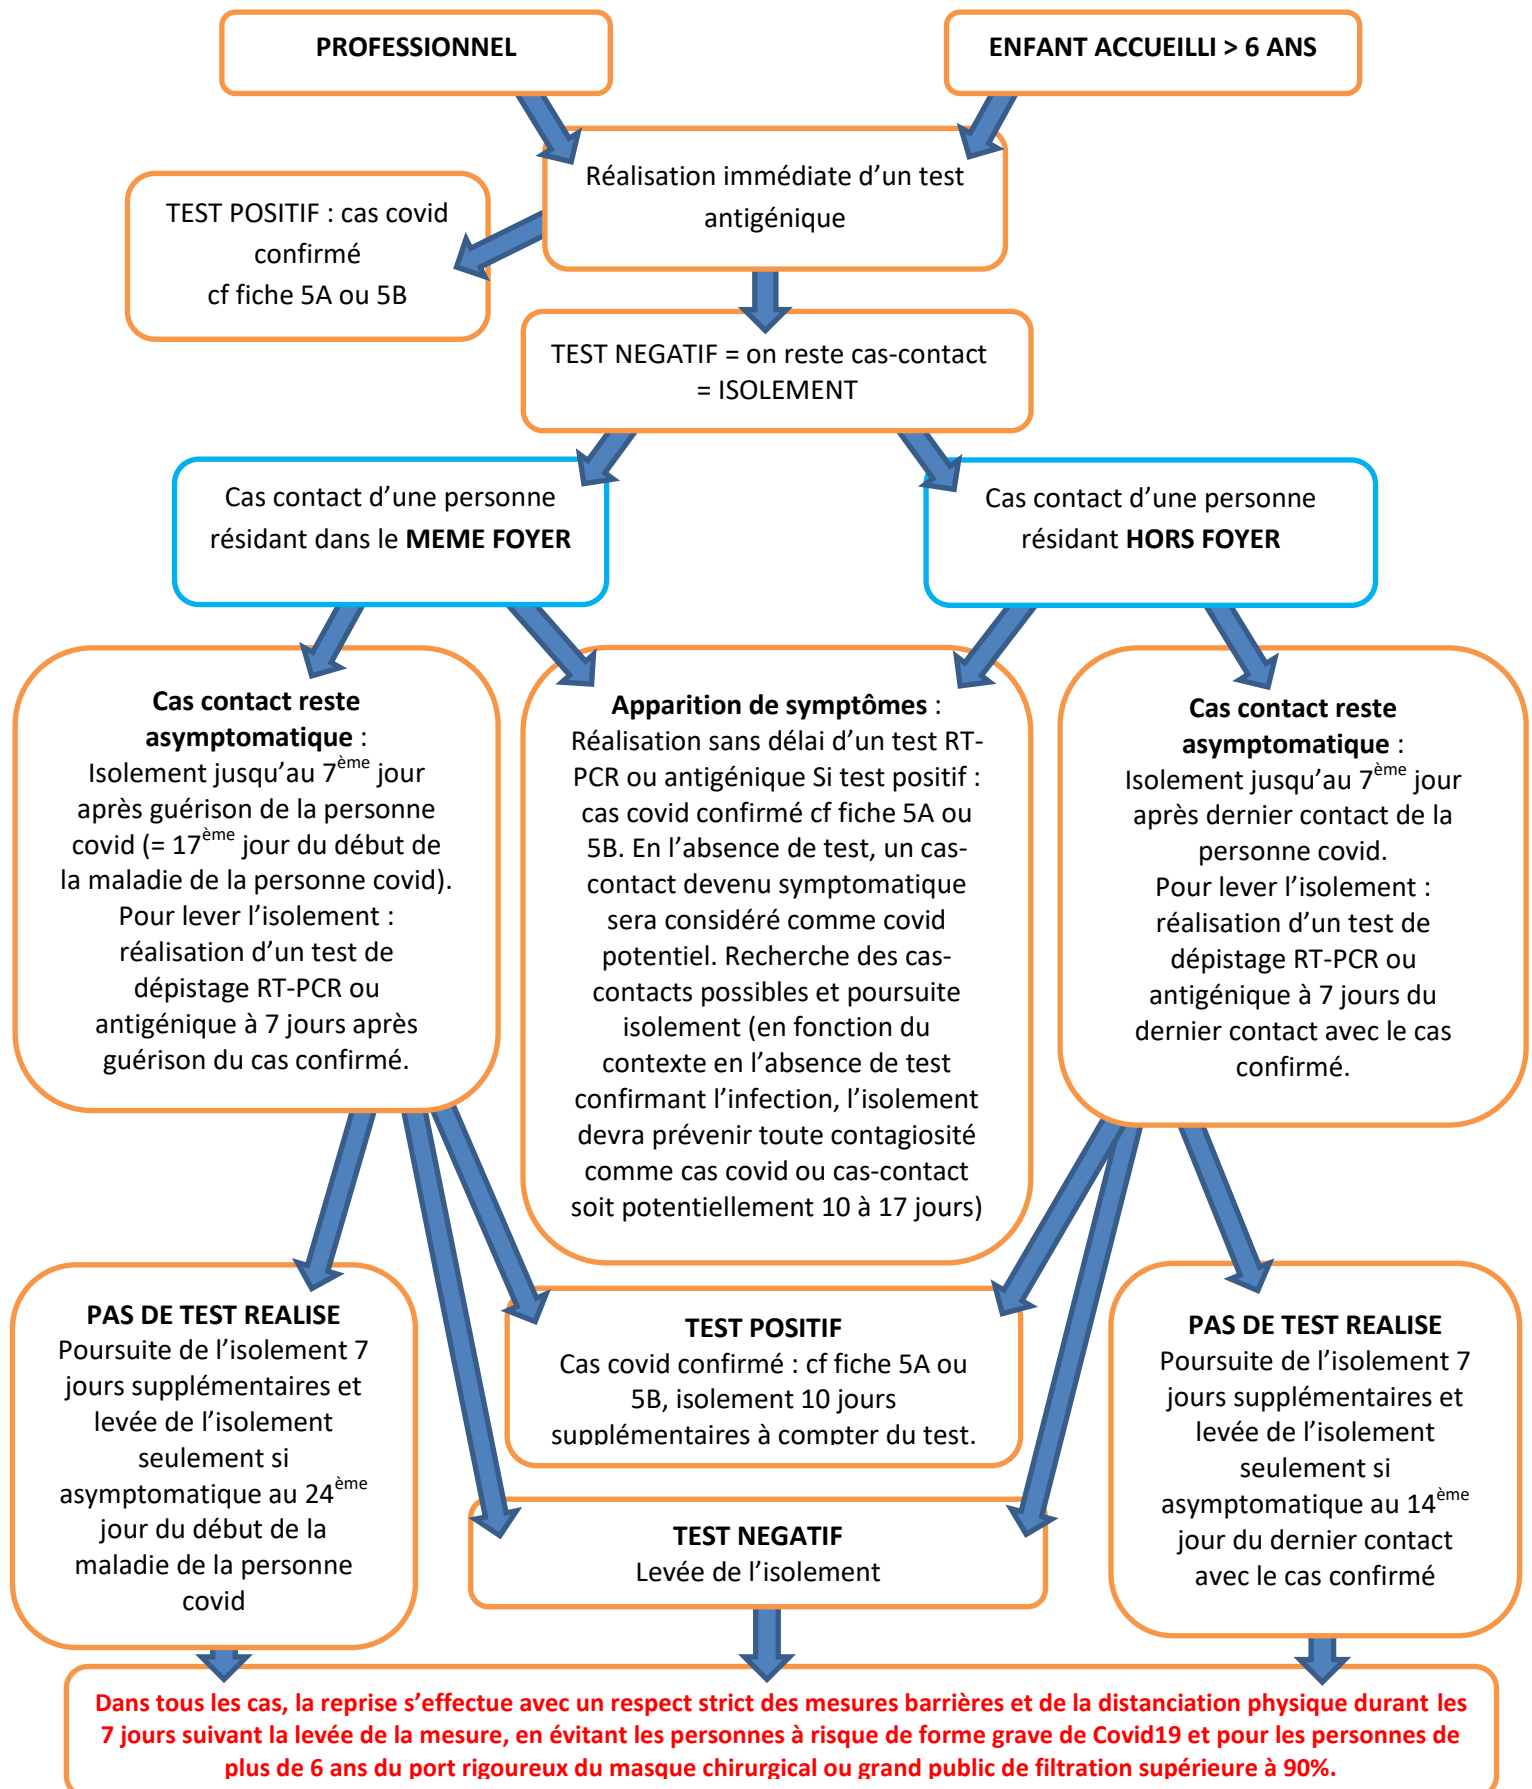 PROFESSIONNEL
ENFANT ACCUEILLI > 6 ANS
Réalisation immédiate d’un test
antigénique
TEST POSITIF : cas covid
confirmé
cf fiche 5A ou 5B
TEST NEGATIF = on reste cas-contact
= ISOLEMENT
Cas contact d’une personne
résidant dans le MEME FOYER
Cas contact d’une personne
résidant HORS FOYER
Cas contact reste
asymptomatique :
Isolement jusqu’au 7ème jour
après guérison de la personne
covid (= 17ème jour du début de
la maladie de la personne covid).
Pour lever l’isolement :
réalisation d’un test de
dépistage RT-PCR ou
antigénique à 7 jours après
guérison du cas confirmé.
Apparition de symptômes :
Réalisation sans délai d’un test RT-
PCR ou antigénique Si test positif :
cas covid confirmé cf fiche 5A ou
5B. En l’absence de test, un cas-
contact devenu symptomatique
sera considéré comme covid
potentiel. Recherche des cas-
contacts possibles et poursuite
isolement (en fonction du
contexte en l’absence de test
confirmant l’infection, l’isolement
devra prévenir toute contagiosité
comme cas covid ou cas-contact
soit potentiellement 10 à 17 jours)
Cas contact reste
asymptomatique :
Isolement jusqu’au 7ème jour
après dernier contact de la
personne covid.
Pour lever l’isolement :
réalisation d’un test de
dépistage RT-PCR ou
antigénique à 7 jours du
dernier contact avec le cas
confirmé.
PAS DE TEST REALISE
Poursuite de l’isolement 7
jours supplémentaires et
levée de l’isolement
seulement si
asymptomatique au 24ème
jour du début de la
maladie de la personne
covid
TEST POSITIF
Cas covid confirmé : cf fiche 5A ou
5B, isolement 10 jours
supplémentaires à compter du test.
TEST NEGATIF
Levée de l’isolement
PAS DE TEST REALISE
Poursuite de l’isolement 7
jours supplémentaires et
levée de l’isolement
seulement si
asymptomatique au 14ème
jour du dernier contact
avec le cas confirmé
Dans tous les cas, la reprise s’effectue avec un respect strict des mesures barrières et de la distanciation physique durant les
7 jours suivant la levée de la mesure, en évitant les personnes à risque de forme grave de Covid19 et pour les personnes de
plus de 6 ans du port rigoureux du masque chirurgical ou grand public de filtration supérieure à 90%.